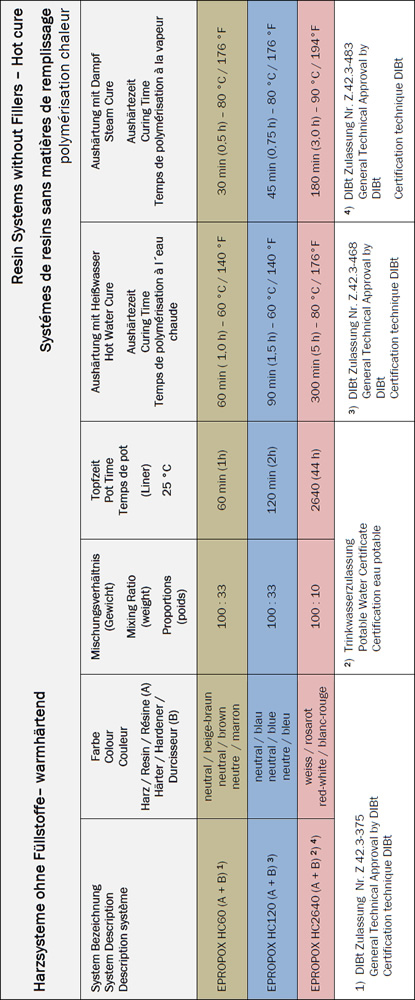 Harzsysteme ohne Füllstoffe– warmhärtend
Resin Systems without Fillers – Hot cure
Systémes de resins sans matières de remplissage
polymérisation chaleur
System Bezeichnung
System Description
Description système
Farbe
Colour
Couleur
Harz / Resin / Résine (A)
Härter / Hardener /
Durcisseur (B)
Mischungsverhältnis
(Gewicht)
Mixing Ratio
(weight)
Proportions
(poids)
Topfzeit
Pot Time
Temps de pot
(Liner)
25 °C
Aushärtung mit Heißwasser
Hot Water Cure
Aushärtezeit
Curing Time
Temps de polymérisation à l´eau
chaude
Aushärtung mit Dampf
Steam Cure
Aushärtezeit
Curing Time
Temps de polymérisation à la vapeur
EPROPOX HC60 (A + B) ¹)
neutral / beige-braun
neutral / brown
neutre / marron
100 : 33
60 min (1h)
60 min ( 1,0 h) – 60 °C/ 140 °F
30 min (0,5 h) – 80 °C/ 176 °F
EPROPOX HC120 (A + B) ³)
neutral / blau
neutral / blue
neutre / bleu
100 : 33
120 min (2h)
90 min (1.5 h) – 60 °C/ 140 °F
45 min (0,75 h) – 80 °C/ 176 °F
EPROPOX HC2640 (A + B) ²) ⁴)
weiss / rosarot
red-white / blanc-rouge
100 : 10
2640 (44 h)
300 min (5 h) – 80 °C/ 176°F
180 min (3,0 h) – 90 °C / 194°F
1) DIBt Zulassung Nr. Z 42.3-375
General Technical Approval by DIBt
Certification technique DIBt
²) Trinkwasserzulassung
Potable Water Certificate
Certification eau potable
³) DIBt Zulassung Nr. Z.42.3-468
General Technical Approval by
DIBt
Certification technique DIBt
⁴) DIBt Zulassung Nr. Z.42.3-483
General Technical Approval by
DIBt
Certification technique DIBt